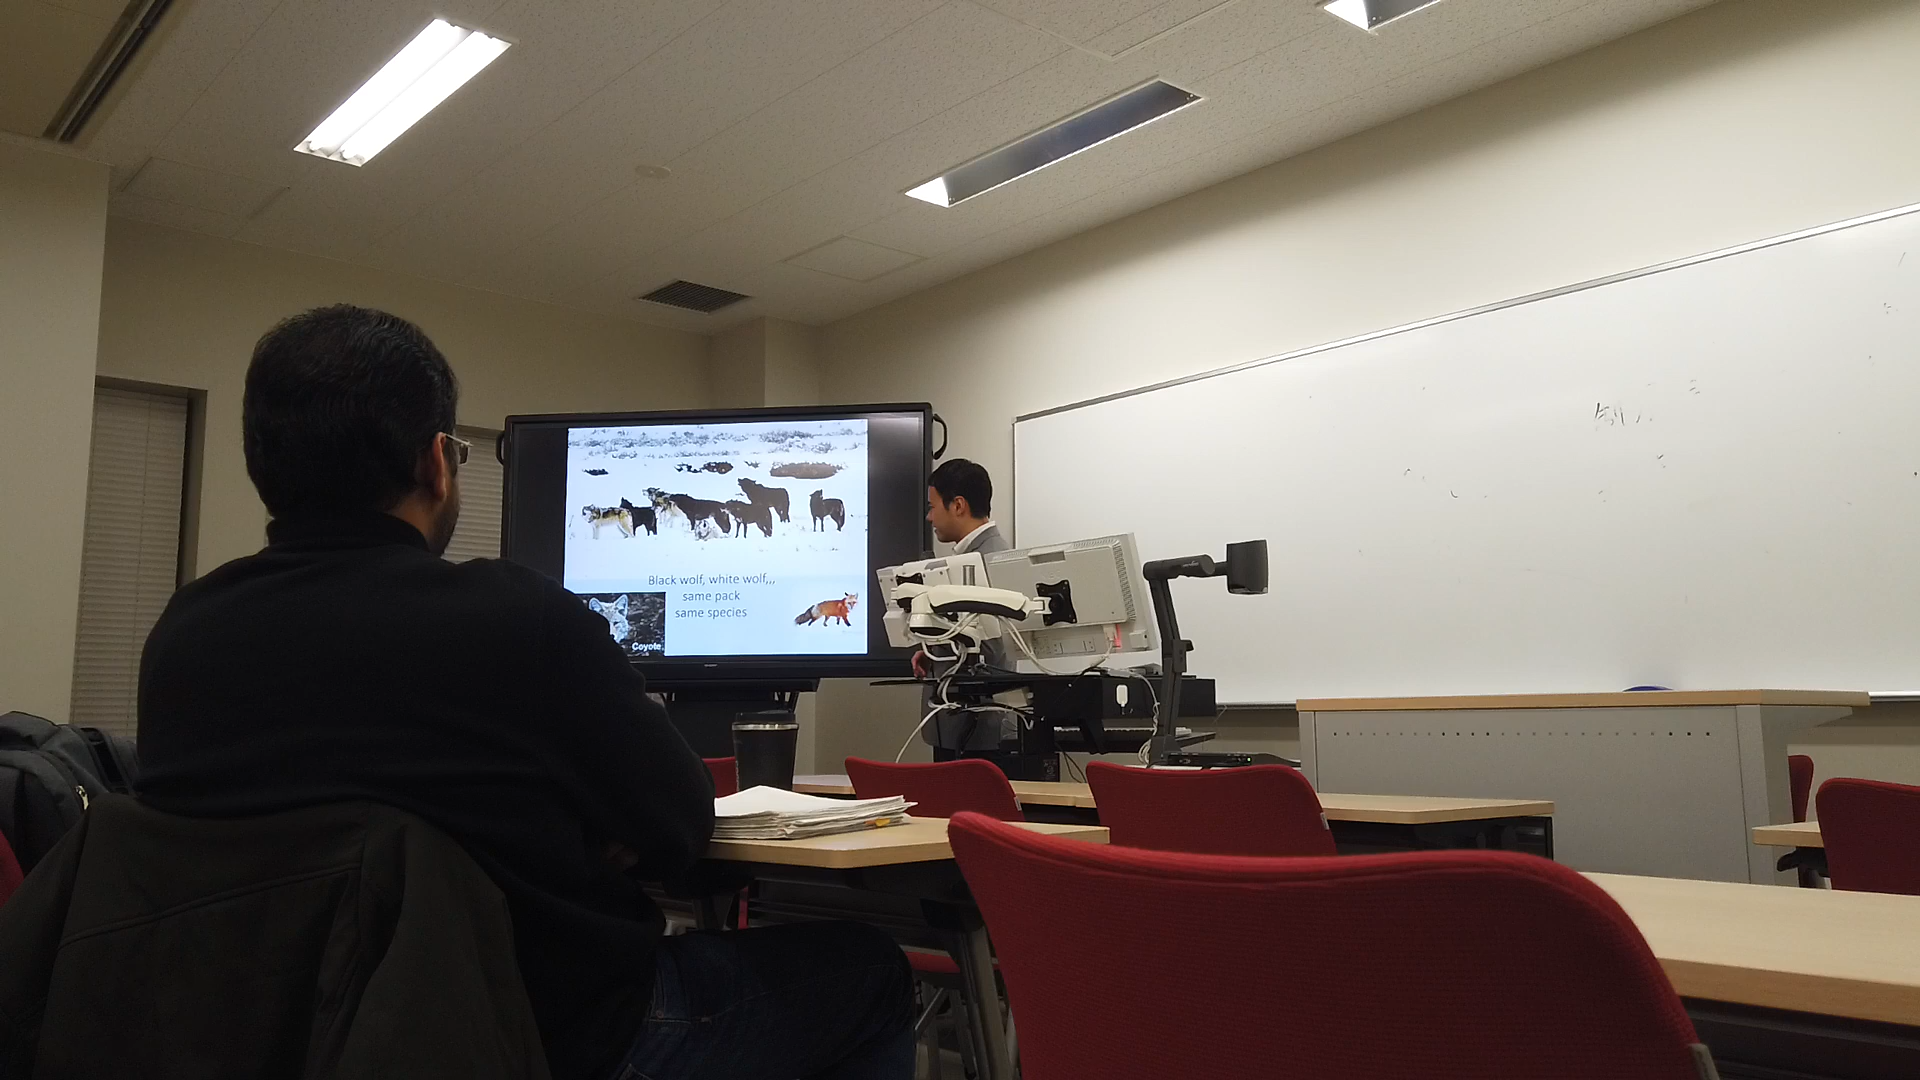 Black wolf, white wolf,,,
same pack
same species
Coyote